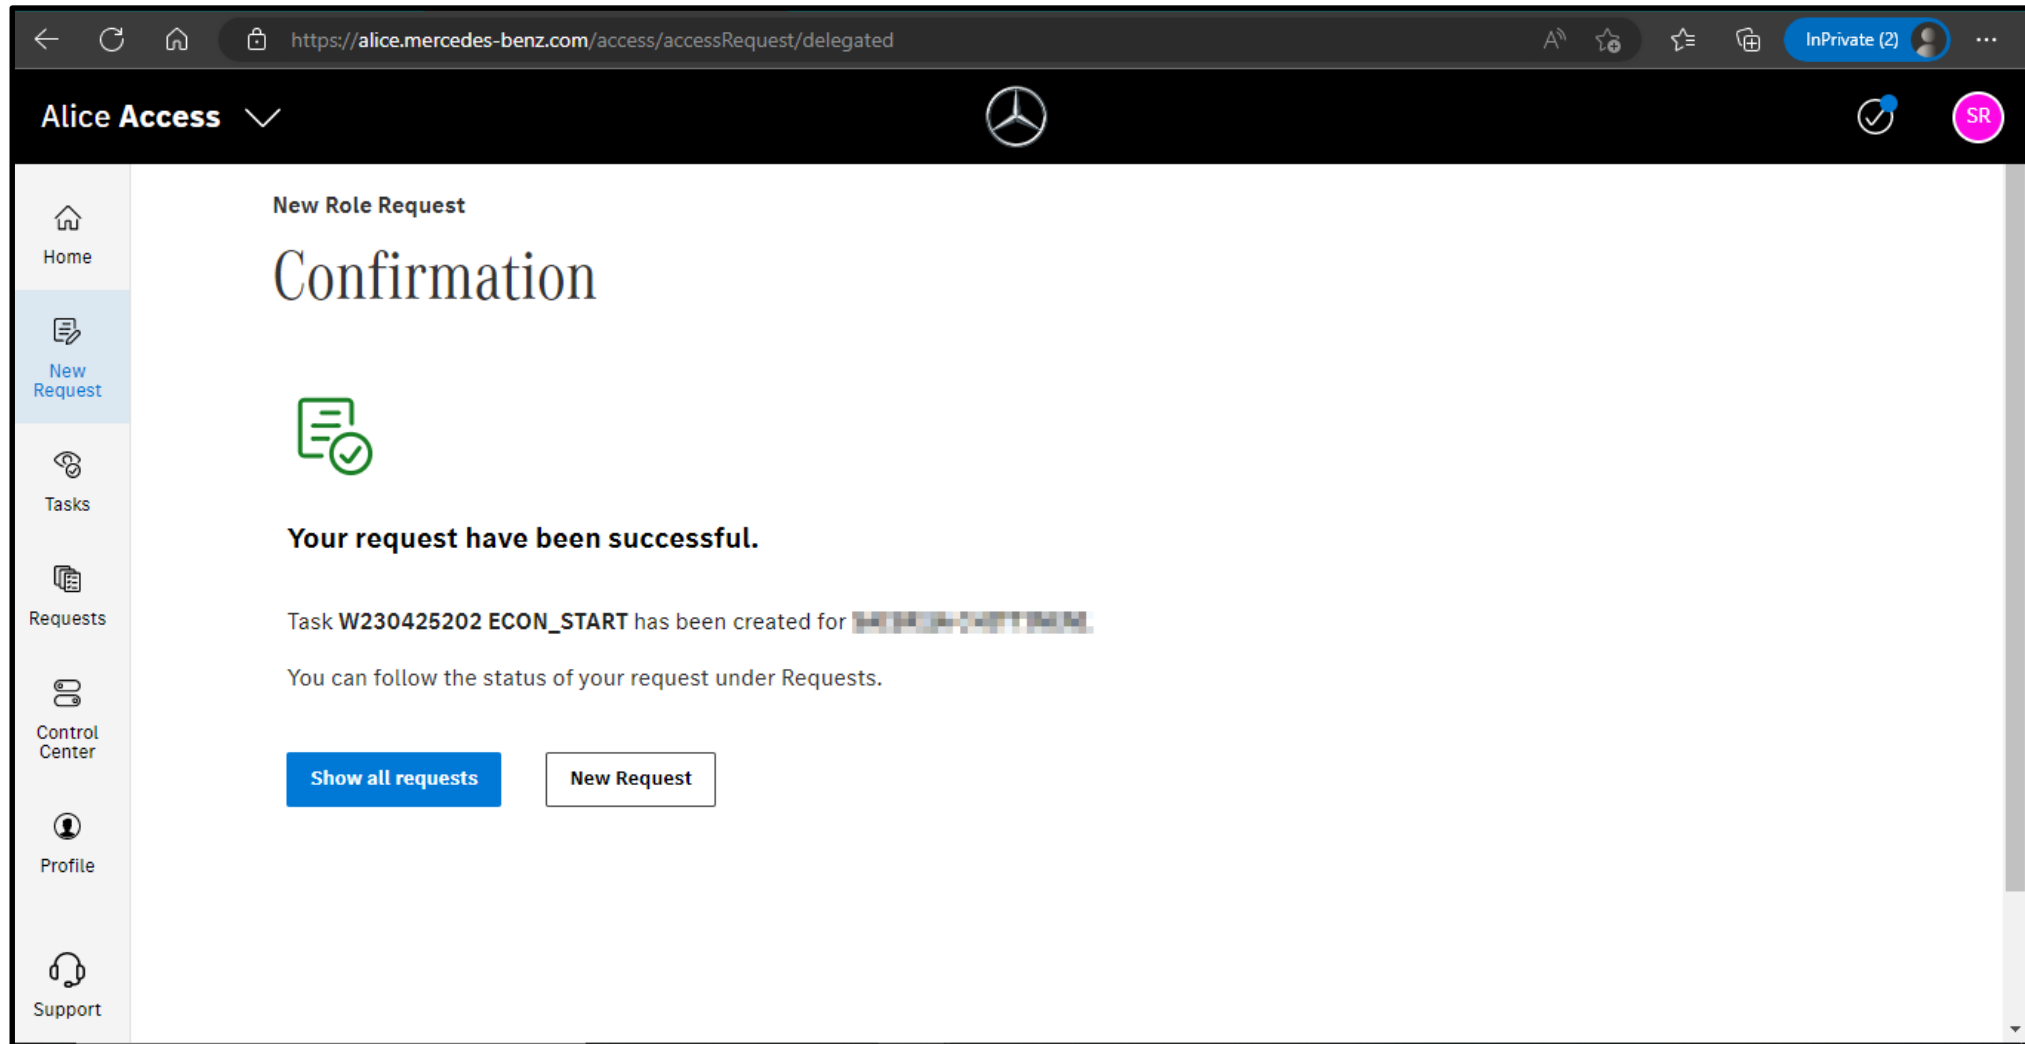 https://alice.mercedes-benz.com/access/accessRequest/delegated
InPrivate (2)
Alice Access
SR
Home
New
Request
Tasks
Requests
Control
Center
Profile
Support
New Role Request
Confirmation
Your request have been successful.
Task W230425202 ECON_START has been created for
You can follow the status of your request under Requests.
Show all requests
New Request